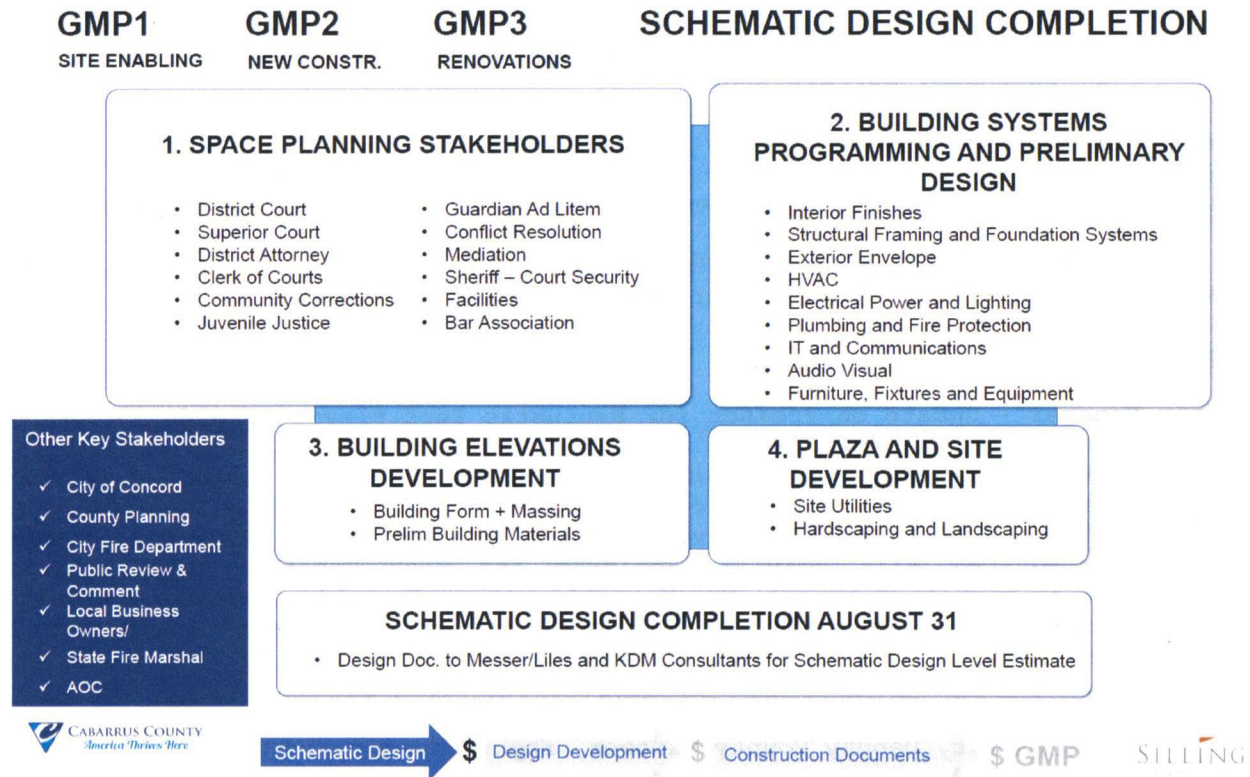 GMP1
SITE ENABLING
GMP2
NEW CONSTR.
GMP3
RENOVATIONS
SCHEMATIC DESIGN COMPLETION
1. SPACE PLANNING STAKEHOLDERS
• District Court
• Superior Court
• District Attorney
• Clerk of Courts
• Community Corrections
• Juvenile Justice
• Guardian Ad Litem
• Conflict Resolution
• Mediation
• Sheriff – Court Security
• Facilities
• Bar Association
2. BUILDING SYSTEMS
PROGRAMMING AND PRELIMNARY
DESIGN
• Interior Finishes
• Structural Framing and Foundation Systems
• Exterior Envelope
• HVAC
• Electrical Power and Lighting
• Plumbing and Fire Protection
• IT and Communications
• Audio Visual
• Furniture, Fixtures and Equipment
Other Key Stakeholders
✓ City of Concord
✓ County Planning
✓ City Fire Department
✓ Public Review &
Comment
✓ Local Business
Owners/
✓ State Fire Marshal
✓ AOC
3. BUILDING ELEVATIONS
DEVELOPMENT
• Building Form + Massing
• Prelim Building Materials
4. PLAZA AND SITE
DEVELOPMENT
• Site Utilities
• Hardscaping and Landscaping
SCHEMATIC DESIGN COMPLETION AUGUST 31
• Design Doc. to Messer/Liles and KDM Consultants for Schematic Design Level Estimate
CABARRUS COUNTY
America Thrives Here
Schematic Design $ Design Development $ Construction Documents $ GMP
SILLING